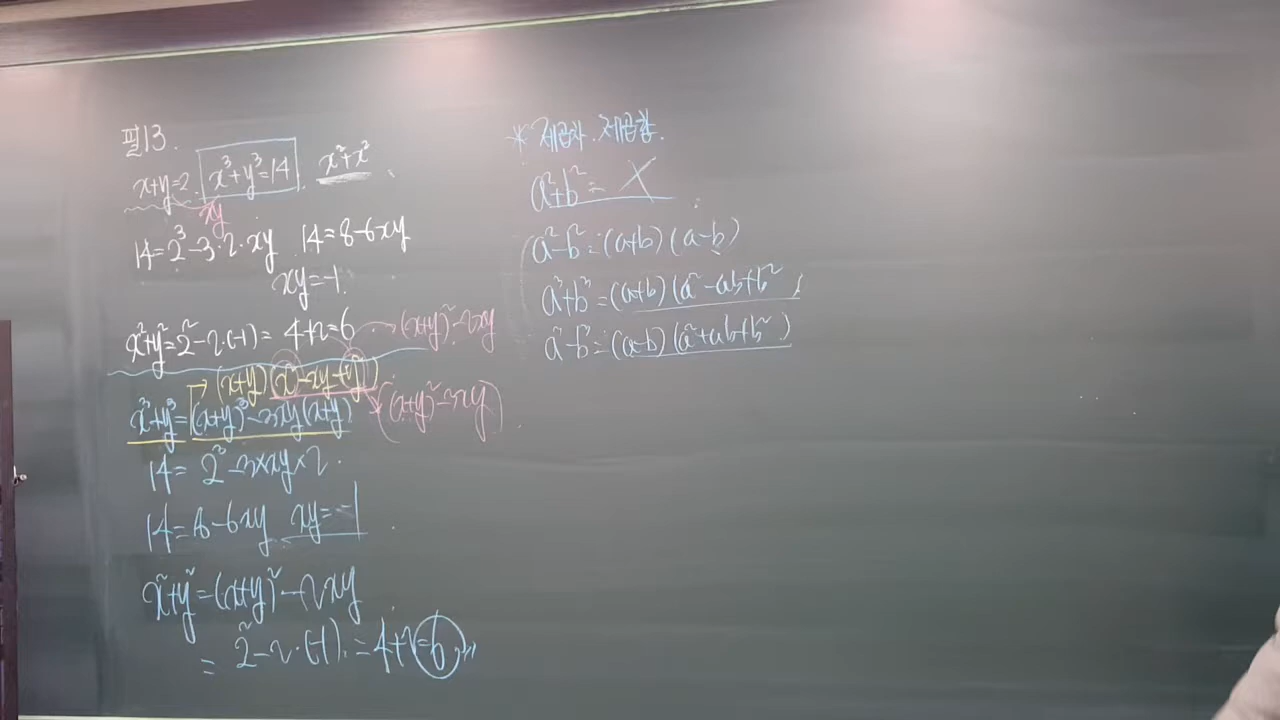 필13.
x+y=2. x³+y³=14. x²+x²
xy
14=2³-3·2·xy 14=8-6xy
xy=-1.
x²+y²=2²-2·(-1)=4+2=6 (x+y)²-2xy
(x+y)(x²-xy+y²)
x³+y³=(x+y)³-3xy(x+y) ((x+y)²-3xy)
14=2³-3×xy×2.
14=8-6xy xy=-1
x²+y²=(x+y)²-2xy
=2²-2·(-1).=4+2=6
* 제곱차. 제곱합.
a²+b²= X
a²-b²=(a+b)(a-b)
a³+b³=(a+b)(a²-ab+b²)
a³-b³=(a-b)(a²+ab+b²)